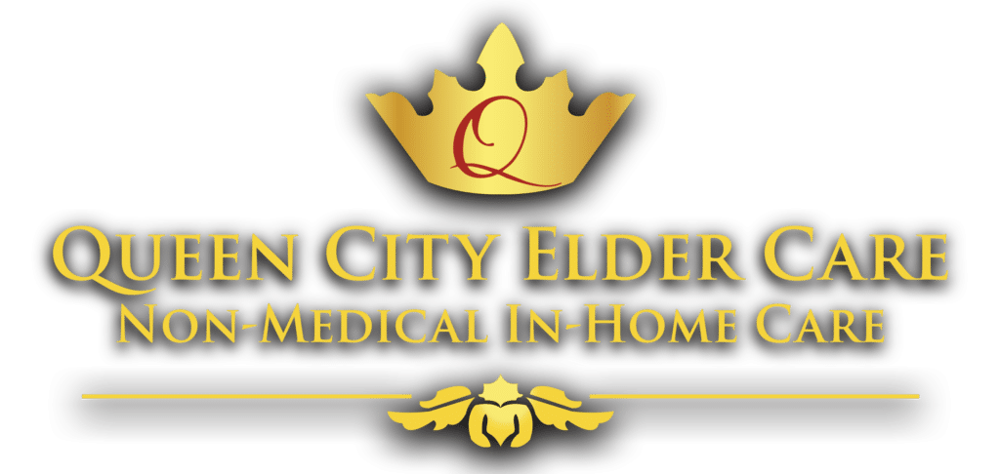 Q
Queen City Elder Care
Non-Medical In-Home Care